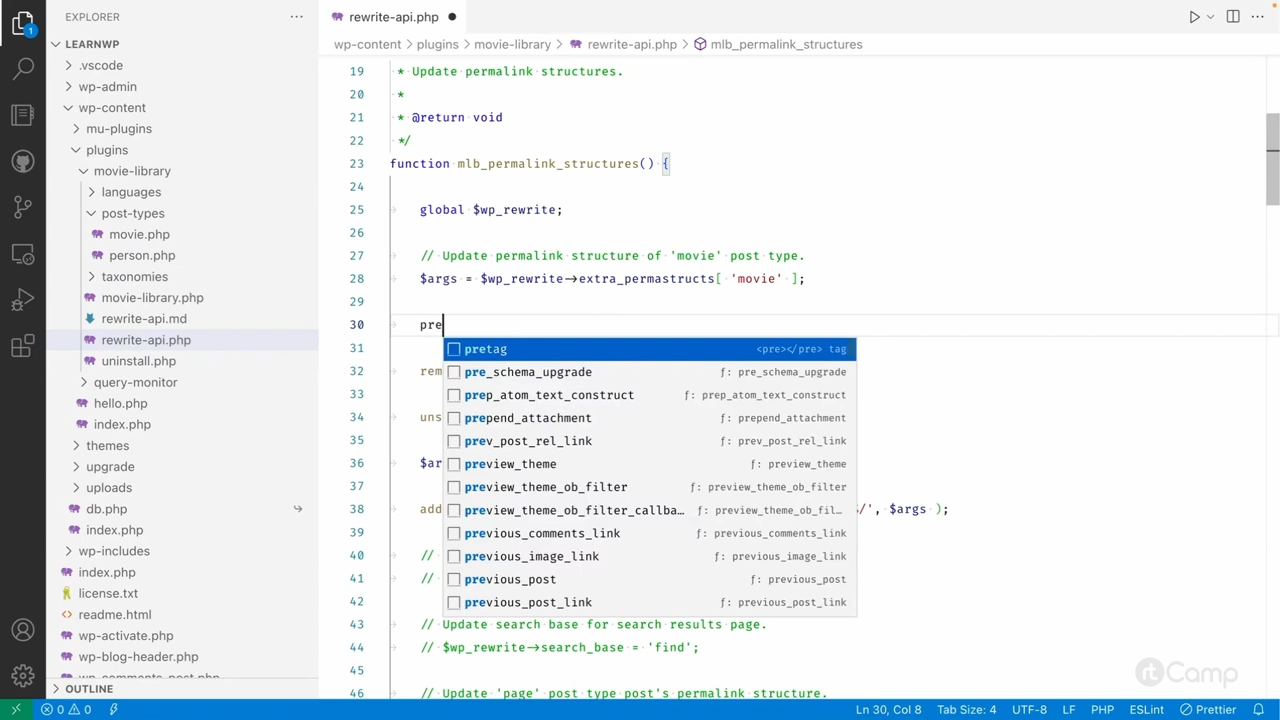 EXPLORER
rewrite-api.php
LEARNWP
wp-content > plugins > movie-library > rewrite-api.php > mlb_permalink_structures
.vscode
wp-admin
wp-content
mu-plugins
plugins
movie-library
languages
post-types
movie.php
person.php
taxonomies
movie-library.php
rewrite-api.md
rewrite-api.php
uninstall.php
query-monitor
hello.php
index.php
themes
upgrade
uploads
db.php
index.php
wp-includes
index.php
license.txt
readme.html
wp-activate.php
wp-blog-header.php
wp-comments_post.php
OUTLINE
19 * Update permalink structures.
20 *
21 * @return void
22 */
23 function mlb_permalink_structures() {
24
25 global $wp_rewrite;
26
27 // Update permalink structure of 'movie' post type.
28 $args = $wp_rewrite->extra_permastructs[ 'movie' ];
29
30 pre
31
32 rem
33
34 uns
35
36 $ar
37
38 add s/', $args );
39
40 //
41 //
42
43 // Update search base for search results page.
44 // $wp_rewrite->search_base = 'find';
45
46 // Update 'page' post type post's permalink structure.
pretag <pre></pre> tag
pre_schema_upgrade ƒ: pre_schema_upgrade
prep_atom_text_construct ƒ: prep_atom_text_construct
prepend_attachment ƒ: prepend_attachment
prev_post_rel_link ƒ: prev_post_rel_link
preview_theme ƒ: preview_theme
preview_theme_ob_filter ƒ: preview_theme_ob_filter
preview_theme_ob_filter_callba… ƒ: preview_theme_ob_fil…
previous_comments_link ƒ: previous_comments_link
previous_image_link ƒ: previous_image_link
previous_post ƒ: previous_post
previous_post_link ƒ: previous_post_link
rtCamp
1
0 0 Ln 30, Col 8 Tab Size: 4 UTF-8 LF PHP ESLint Prettier